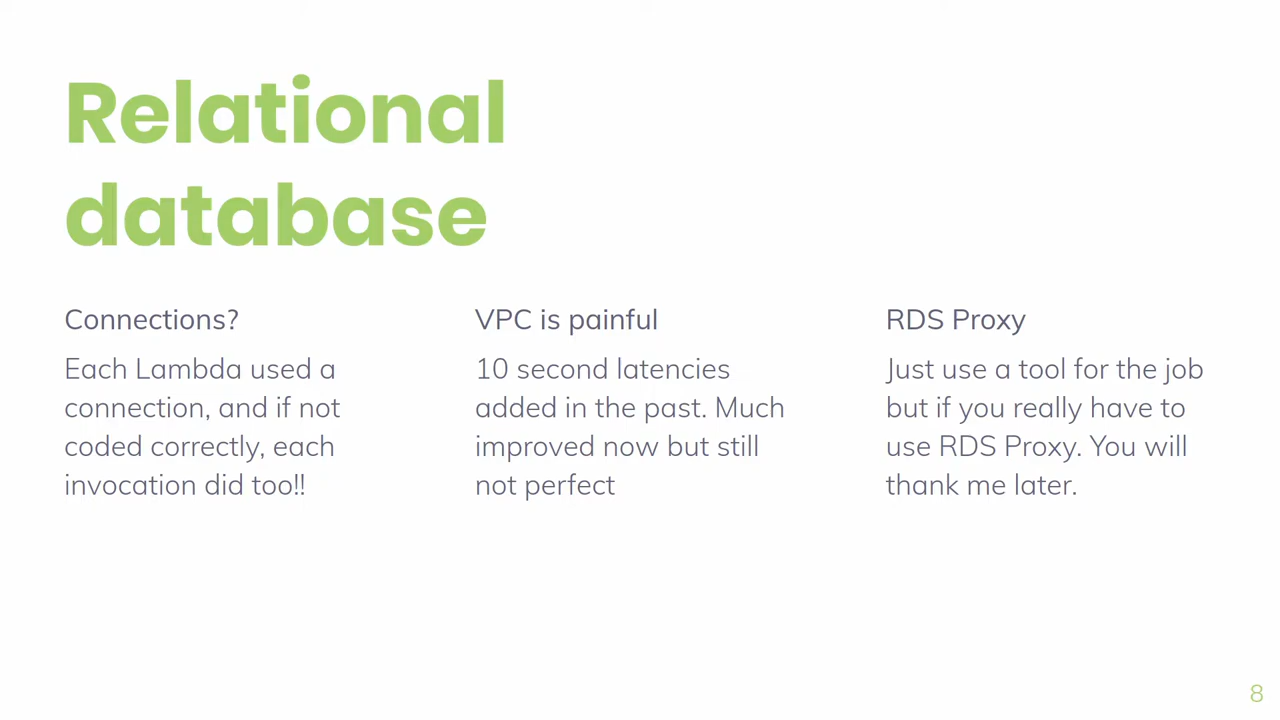 Relational
database
Connections?
Each Lambda used a
connection, and if not
coded correctly, each
invocation did too!!
VPC is painful
10 second latencies
added in the past. Much
improved now but still
not perfect
RDS Proxy
Just use a tool for the job
but if you really have to
use RDS Proxy. You will
thank me later.
8